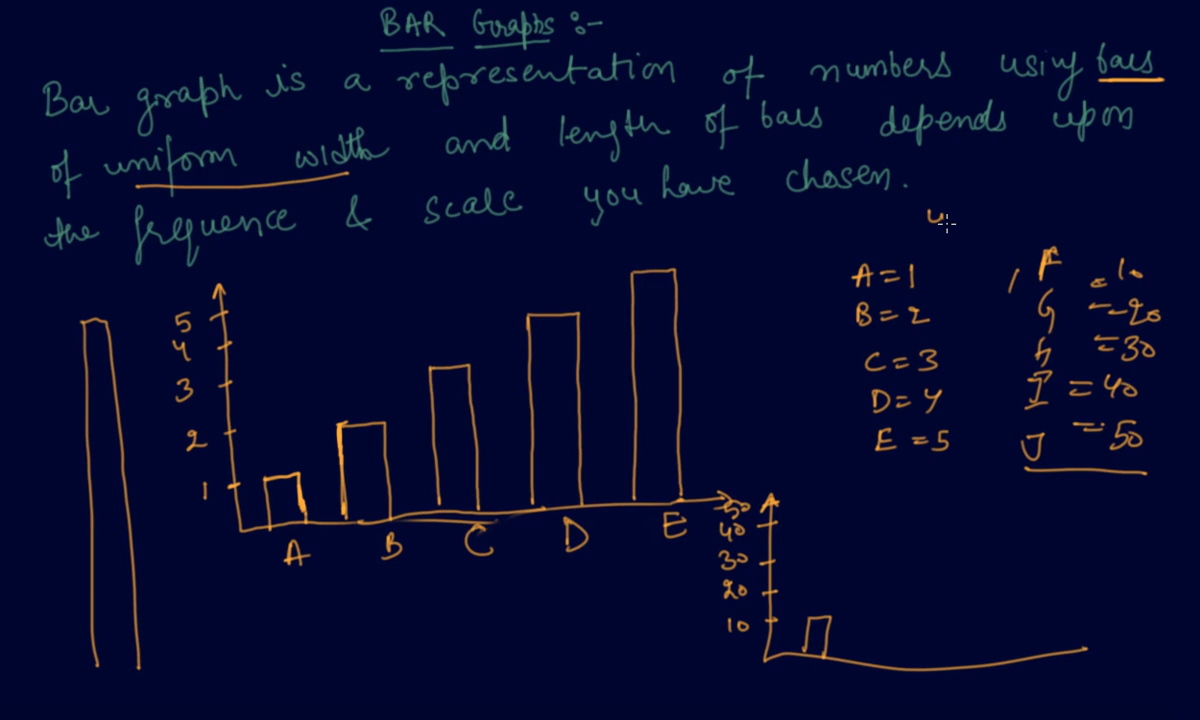 BAR Graphs :-
Bar graph is a representation of numbers using bars
of uniform width and length of bars depends upon
the frequence & scale you have chosen.
A = 1 , F = 10
B = 2 G = 20
C = 3 h = 30
D = 4 I = 40
E = 5 J = 50
5
4
3
2
1
A B C D E
50
40
30
20
10